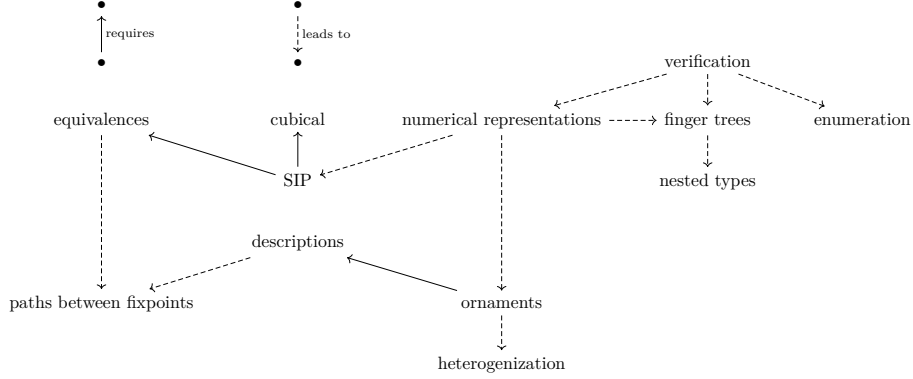 requires
leads to
verification
equivalences
cubical
numerical representations
finger trees
enumeration
SIP
nested types
descriptions
paths between fixpoints
ornaments
heterogenization